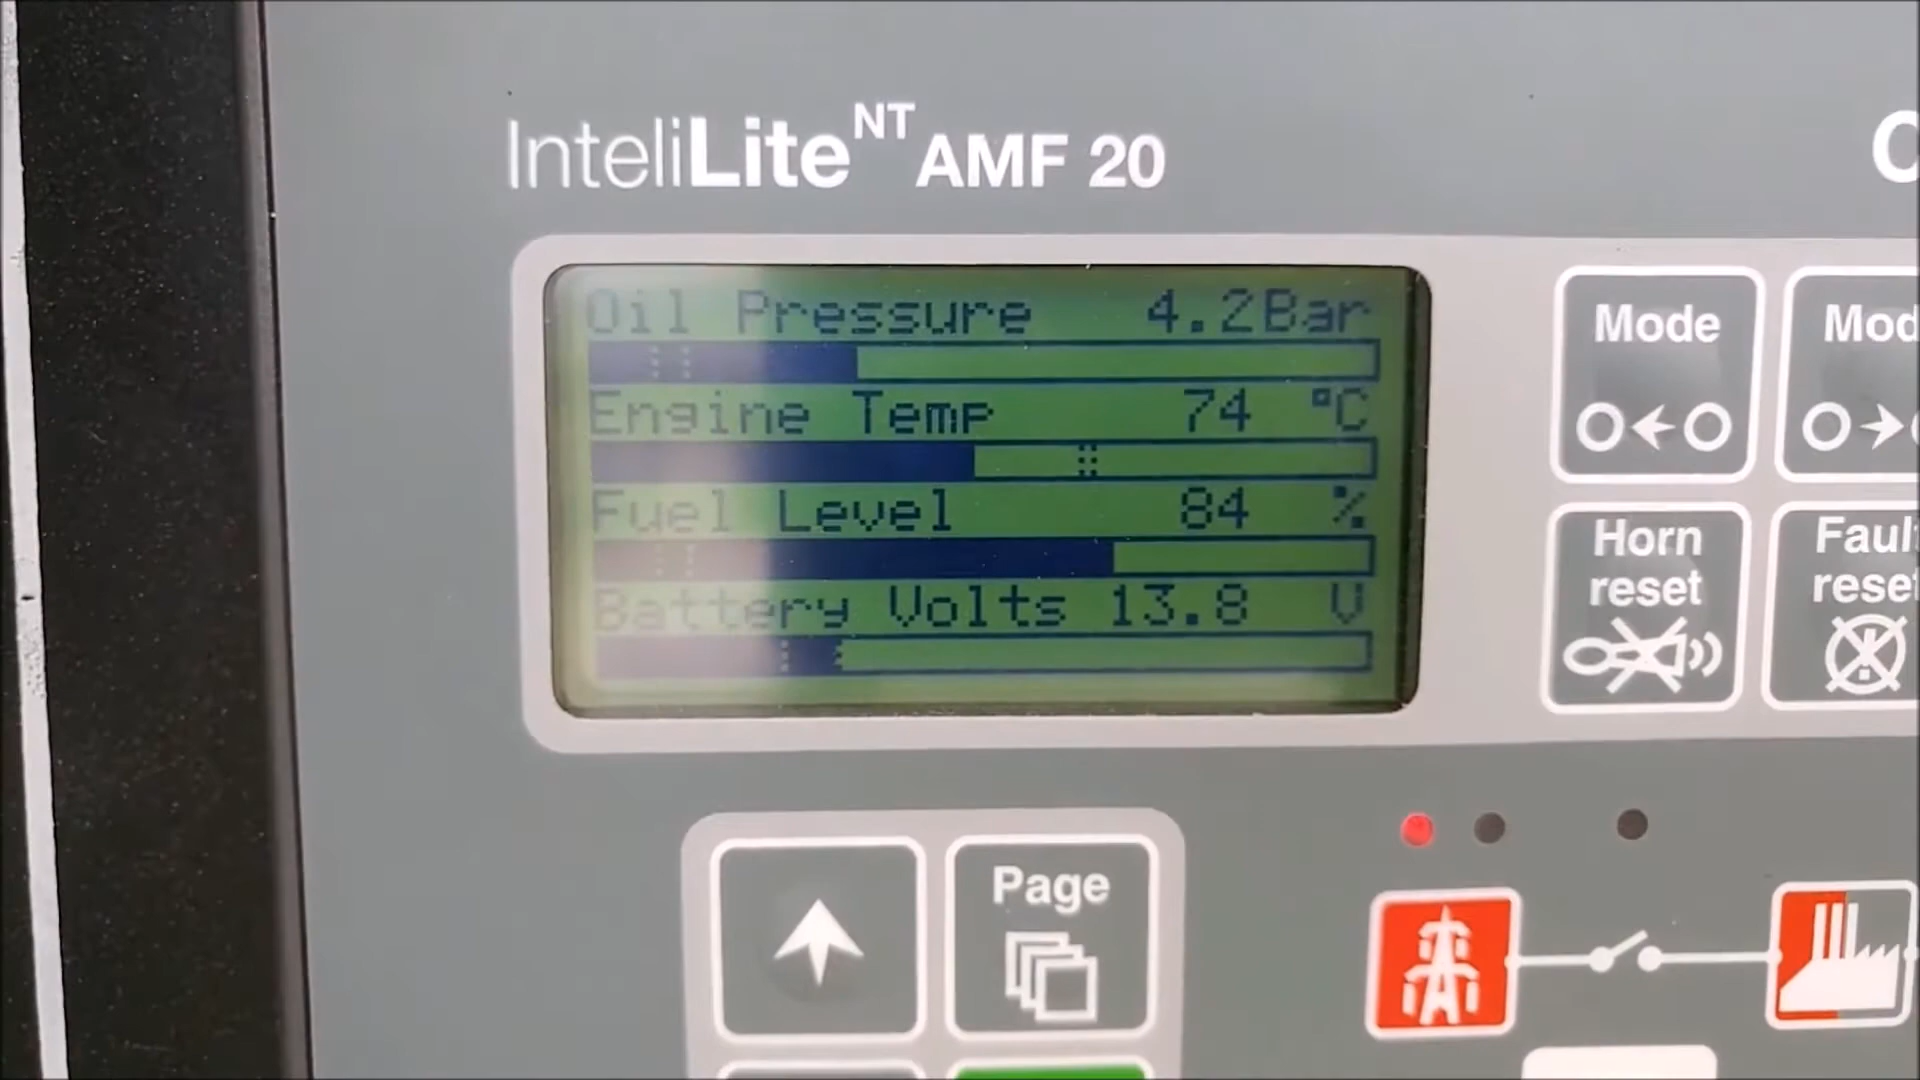 InteliLite NT AMF 20
Oil Pressure 4.2Bar
Engine Temp 74 °C
Fuel Level 84 %
Battery Volts 13.8 V
Mode
Horn
reset
Page